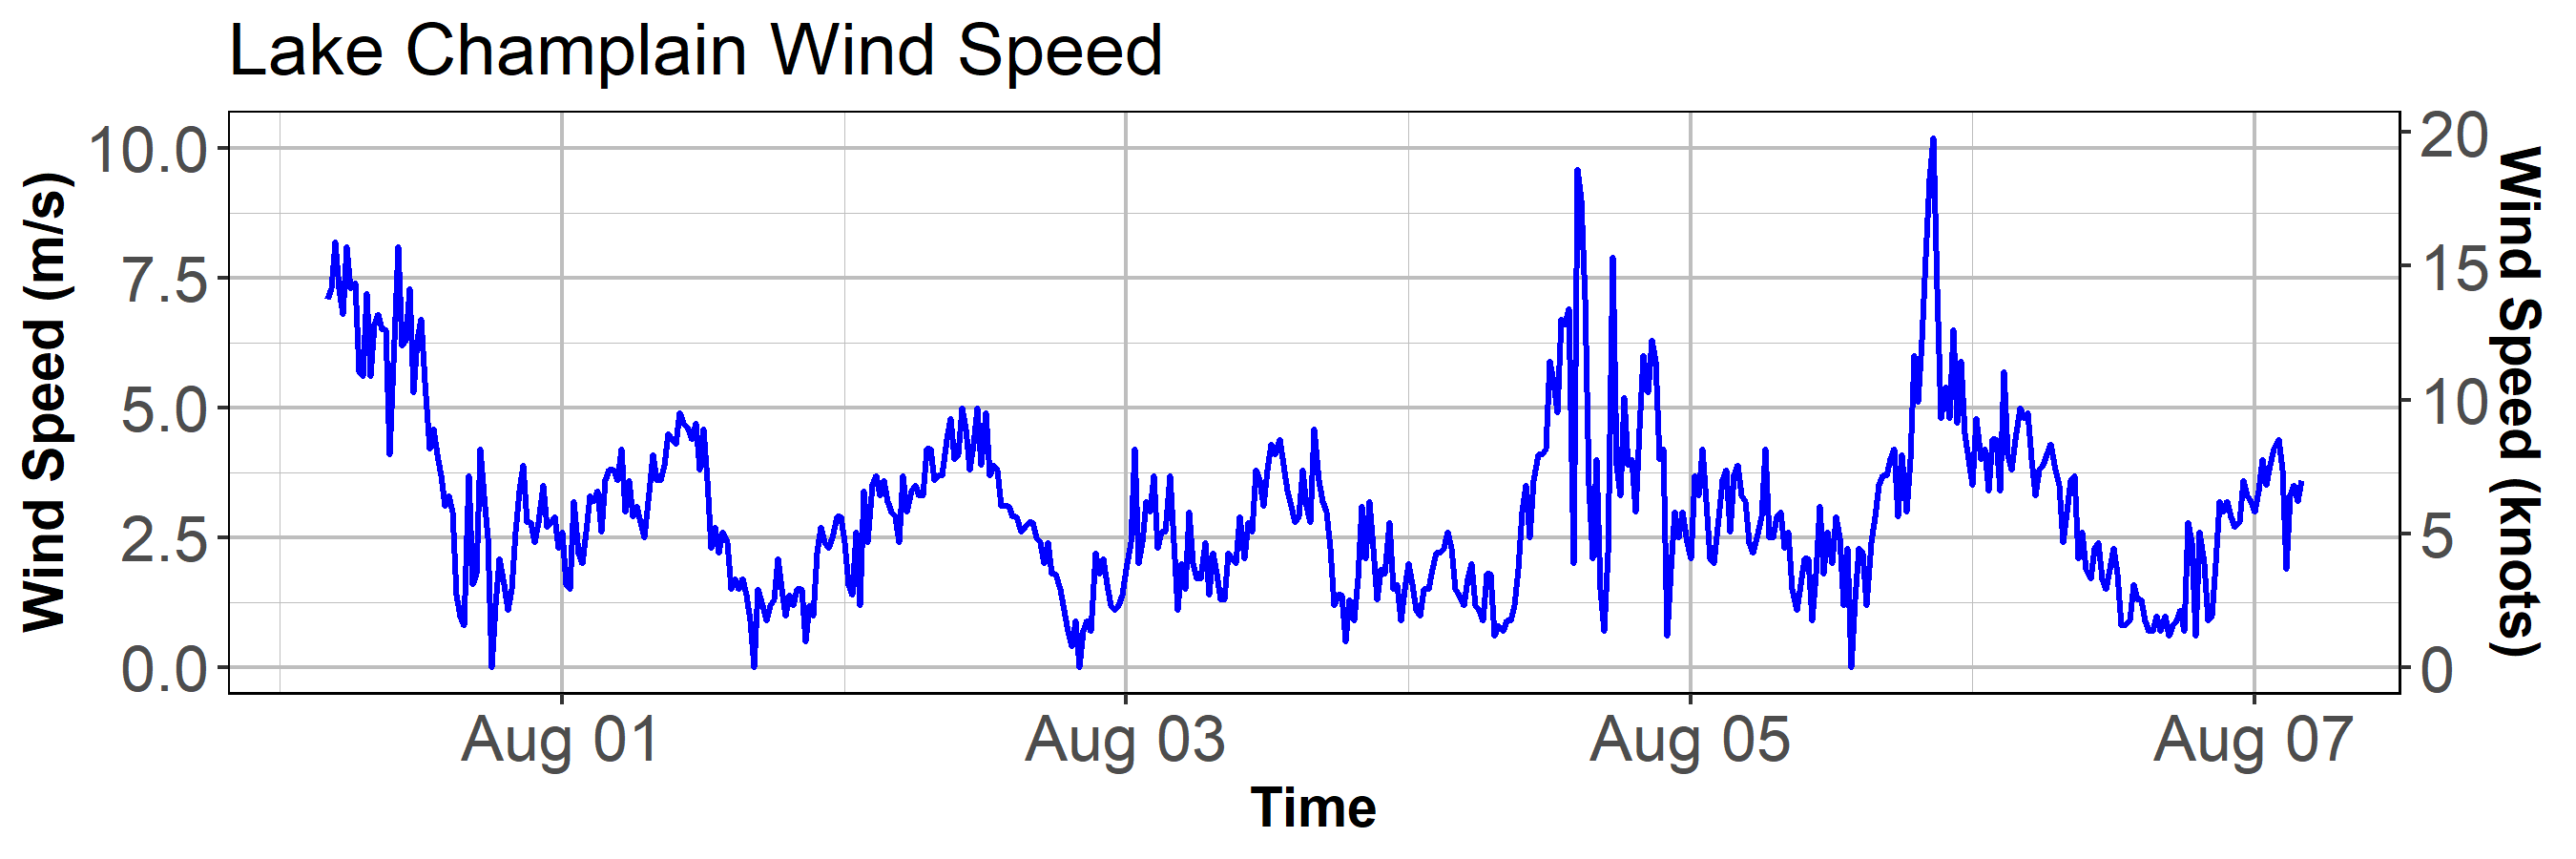 Lake Champlain Wind Speed
Wind Speed (m/s)
10.0
7.5
5.0
2.5
0.0
20
15
10
5
0
Wind Speed (knots)
Aug 01 Aug 03 Aug 05 Aug 07
Time